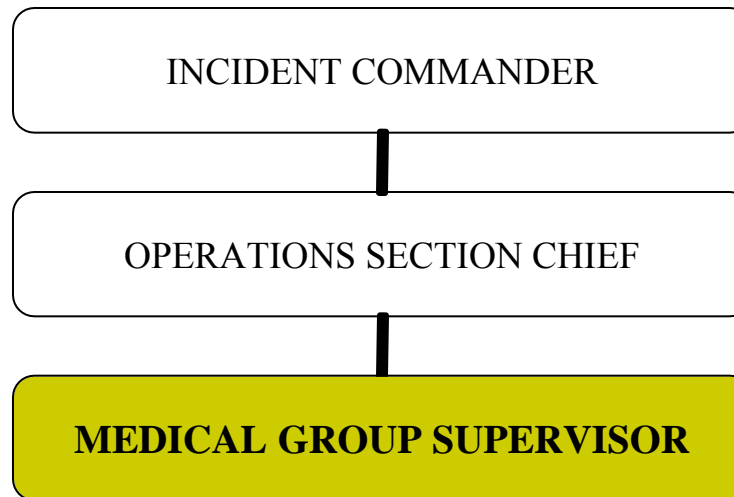 INCIDENT COMMANDER
OPERATIONS SECTION CHIEF
MEDICAL GROUP SUPERVISOR